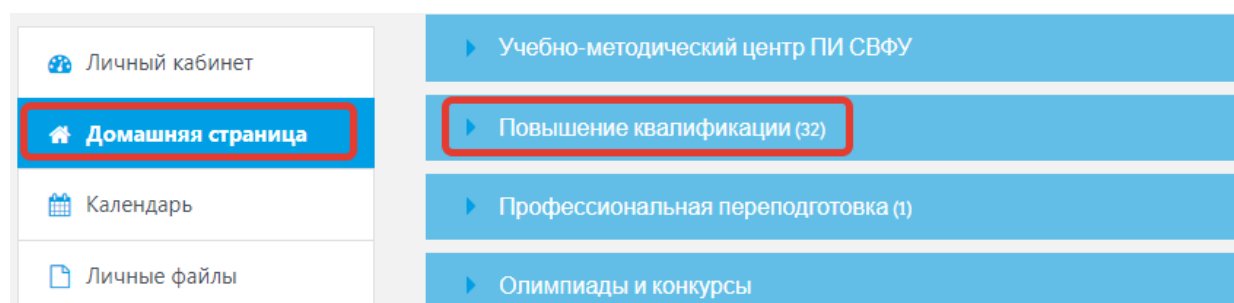 Личный кабинет
Домашняя страница
Календарь
Личные файлы
Учебно-методический центр ПИ СВФУ
Повышение квалификации (32)
Профессиональная переподготовка (1)
Олимпиады и конкурсы